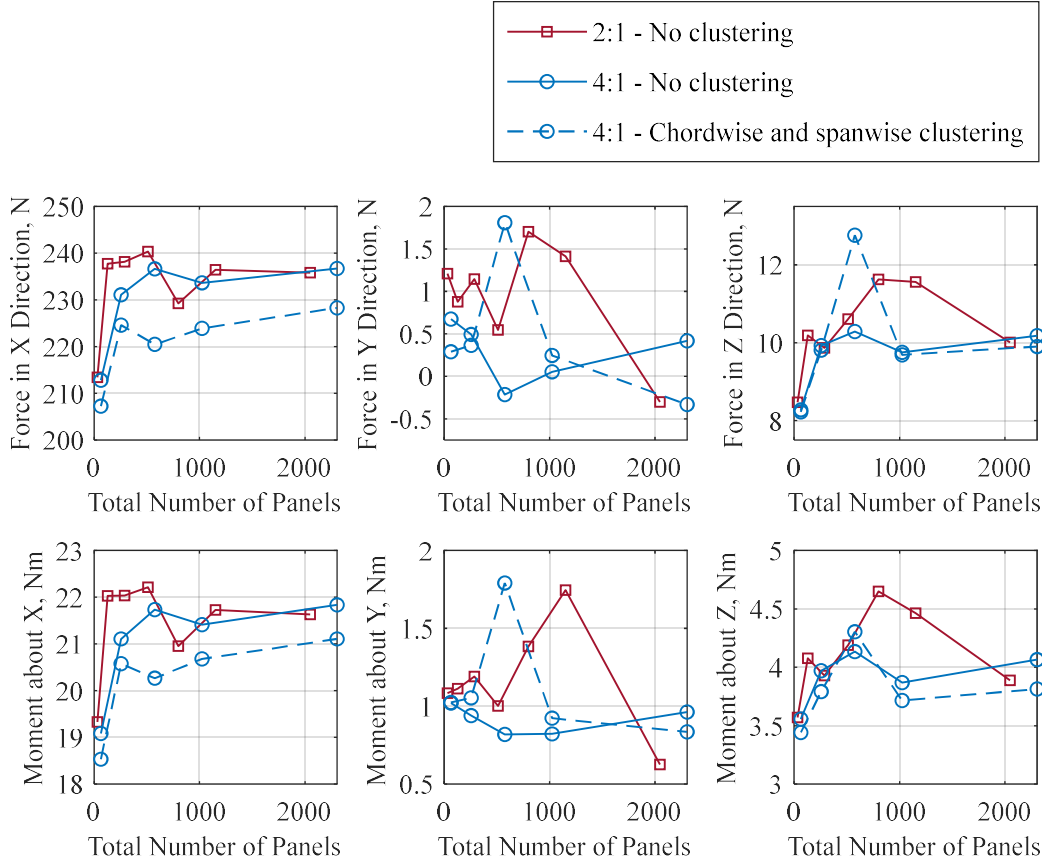 2:1 - No clustering
4:1 - No clustering
4:1 - Chordwise and spanwise clustering
Force in X Direction, N
250
240
230
220
210
200
0 1000 2000
Total Number of Panels
Force in Y Direction, N
2
1.5
1
0.5
0
-0.5
0 1000 2000
Total Number of Panels
Force in Z Direction, N
12
10
8
0 1000 2000
Total Number of Panels
Moment about X, Nm
23
22
21
20
19
18
0 1000 2000
Total Number of Panels
Moment about Y, Nm
2
1.5
1
0.5
0 1000 2000
Total Number of Panels
Moment about Z, Nm
5
4.5
4
3.5
3
0 1000 2000
Total Number of Panels